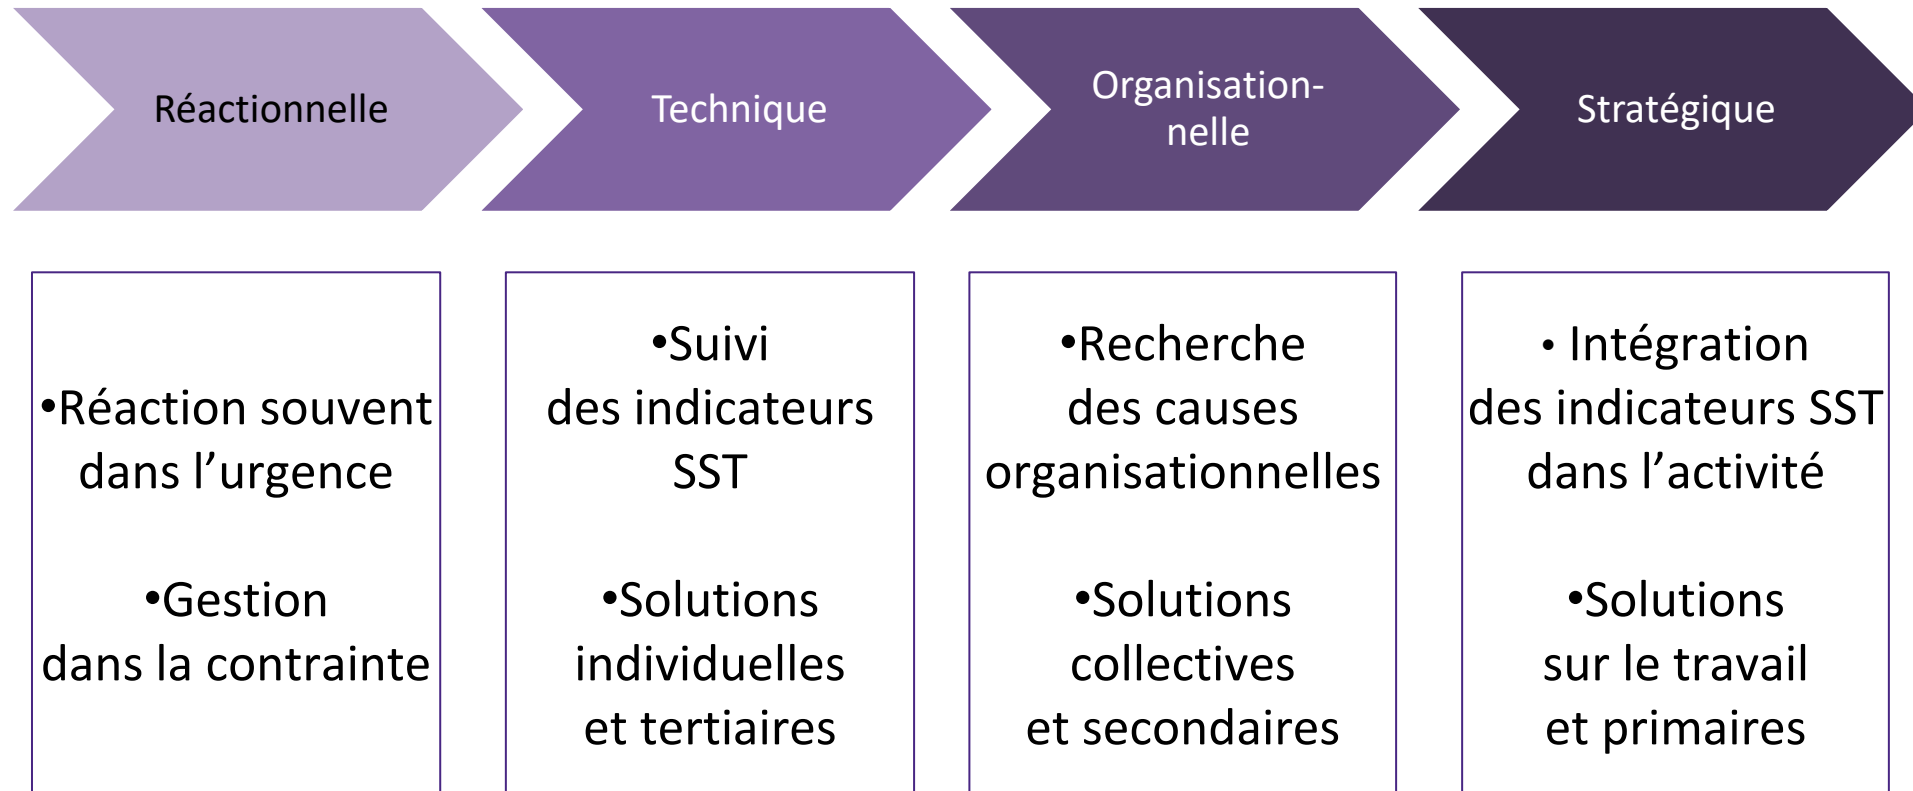 Réactionnelle
Technique
Organisation-
nelle
Stratégique
•Réaction souvent
dans l’urgence
•Gestion
dans la contrainte
•Suivi
des indicateurs
SST
•Solutions
individuelles
et tertiaires
•Recherche
des causes
organisationnelles
•Solutions
collectives
et secondaires
• Intégration
des indicateurs SST
dans l’activité
•Solutions
sur le travail
et primaires